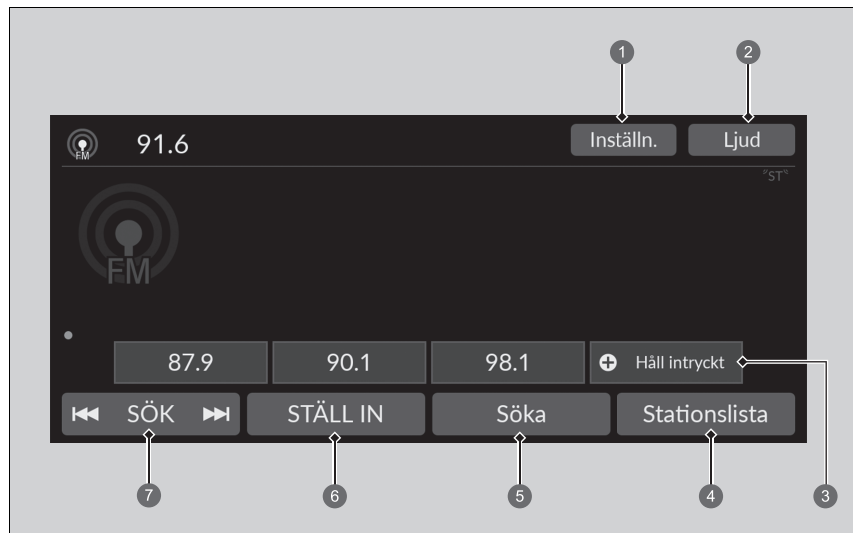 1 2
FM 91.6 Inställn. Ljud
ST
FM
87.9 90.1 98.1 Håll intryckt
SÖK STÄLL IN Söka Stationslista
7 6 5 4 3